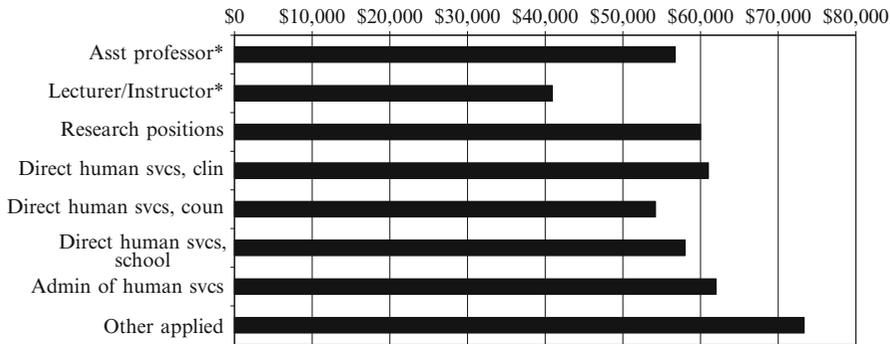 $0 $10,000 $20,000 $30,000 $40,000 $50,000 $60,000 $70,000 $80,000
Asst professor*
Lecturer/Instructor*
Research positions
Direct human svcs, clin
Direct human svcs, coun
Direct human svcs,
school
Admin of human svcs
Other applied